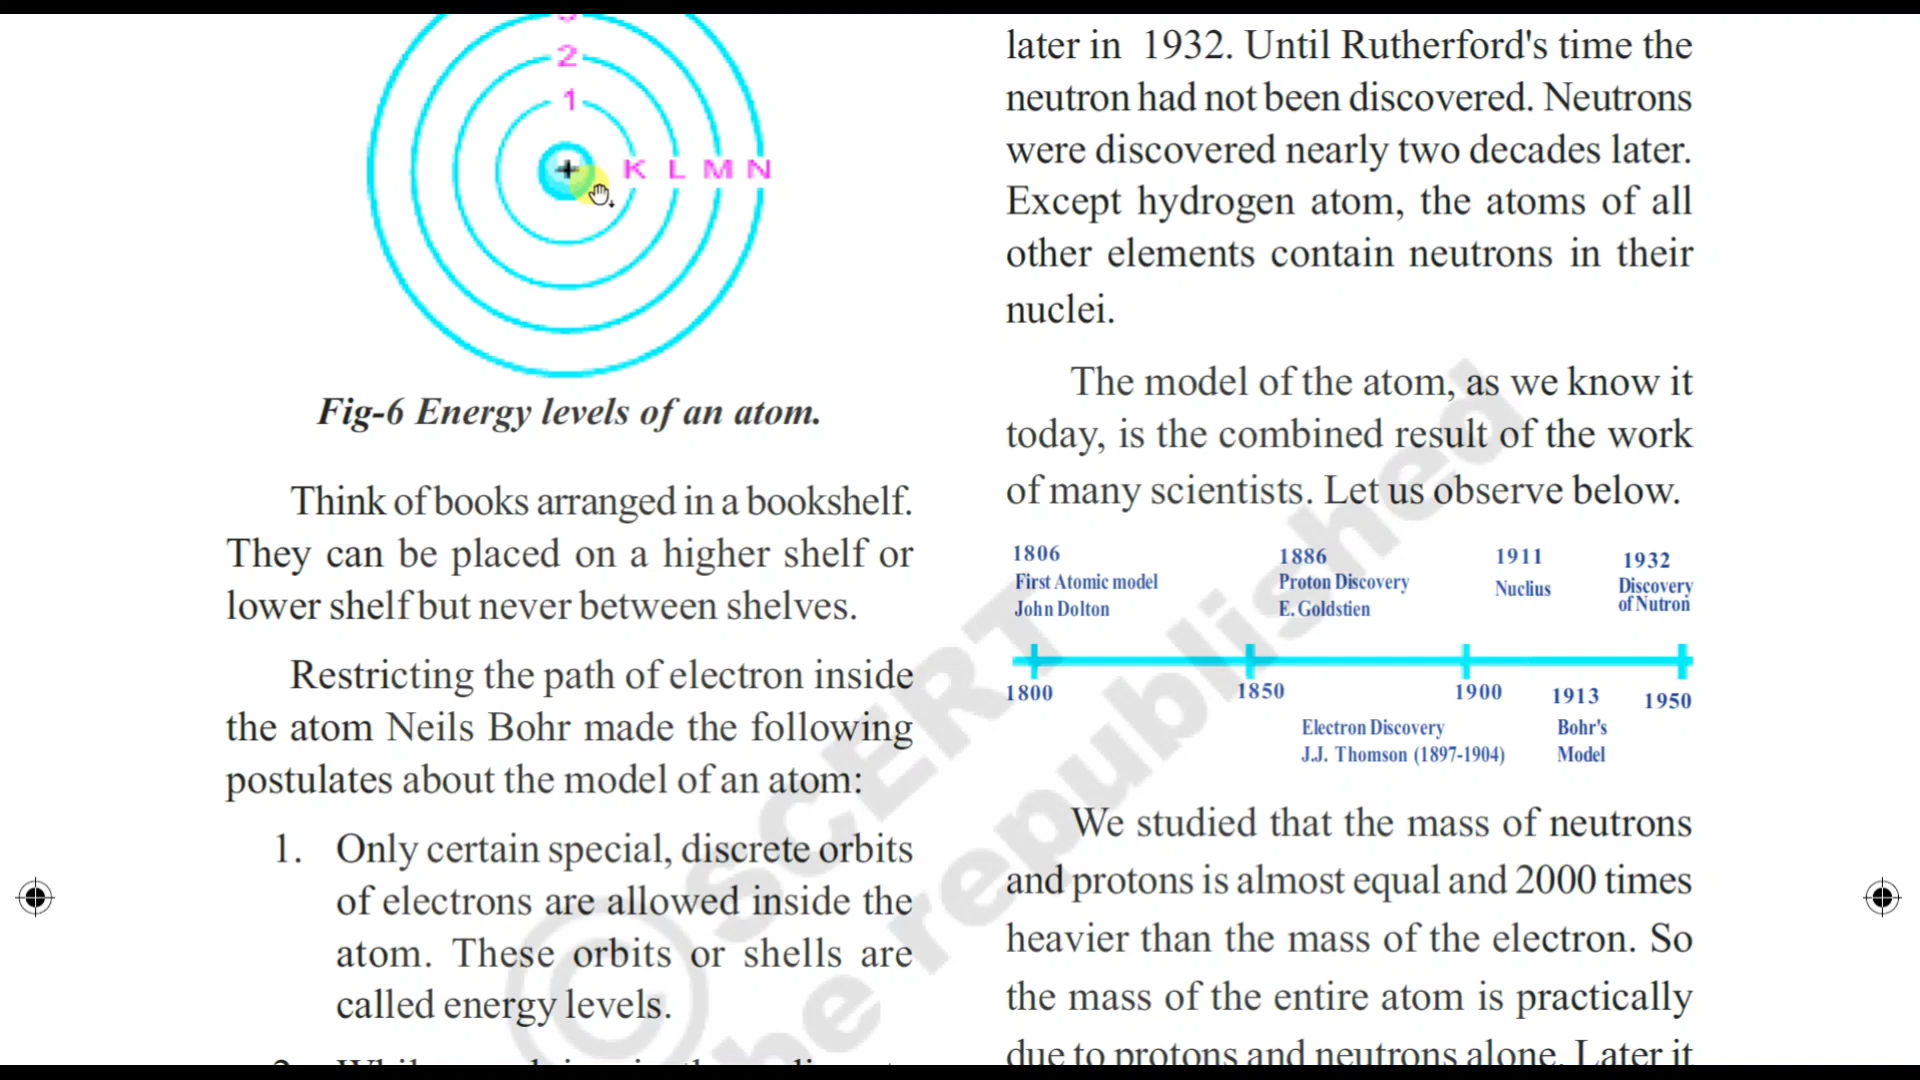 3
2
1
K L M N
Fig-6 Energy levels of an atom.
Think of books arranged in a bookshelf.
They can be placed on a higher shelf or
lower shelf but never between shelves.
Restricting the path of electron inside
the atom Neils Bohr made the following
postulates about the model of an atom:
1. Only certain special, discrete orbits
of electrons are allowed inside the
atom. These orbits or shells are
called energy levels.
later in 1932. Until Rutherford's time the
neutron had not been discovered. Neutrons
were discovered nearly two decades later.
Except hydrogen atom, the atoms of all
other elements contain neutrons in their
nuclei.
The model of the atom, as we know it
today, is the combined result of the work
of many scientists. Let us observe below.
1806
First Atomic model
John Dolton
1886
Proton Discovery
E. Goldstien
1911
Nuclius
1932
Discovery
of Nutron
1800
1850
1900
1913
1950
Electron Discovery
J.J. Thomson (1897-1904)
Bohr's
Model
We studied that the mass of neutrons
and protons is almost equal and 2000 times
heavier than the mass of the electron. So
the mass of the entire atom is practically
due to protons and neutrons alone. Later it
© SCERT
be republished